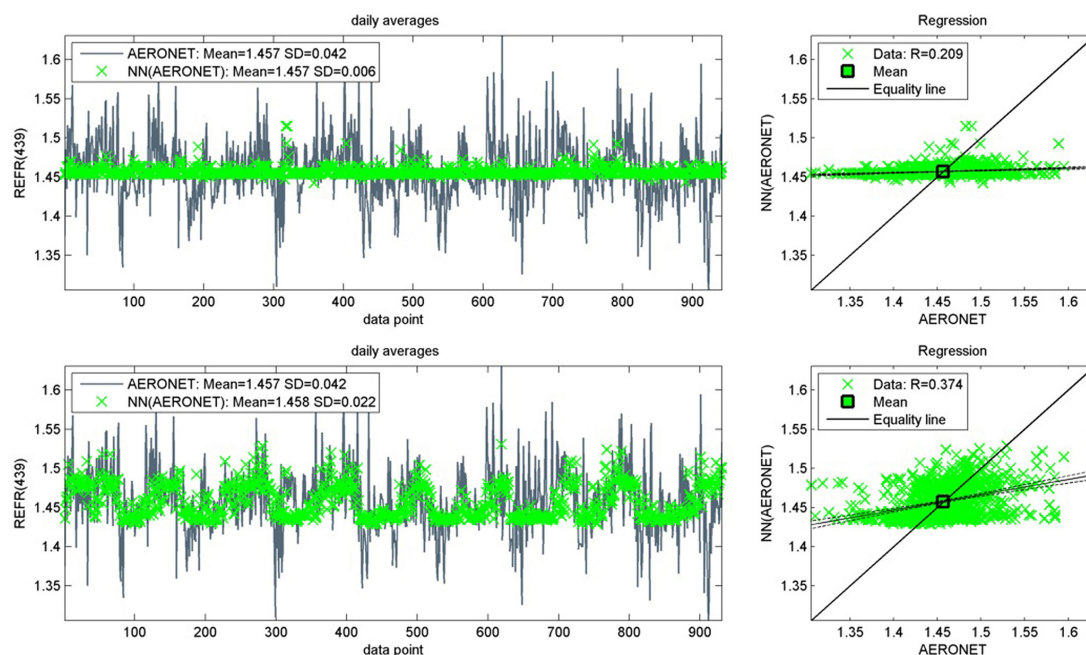 daily averages
AERONET: Mean=1.457 SD=0.042
NN(AERONET): Mean=1.457 SD=0.006
REFR(439)
1.6
1.55
1.5
1.45
1.4
1.35
100 200 300 400 500 600 700 800 900
data point
Regression
Data: R=0.209
Mean
Equality line
NN(AERONET)
1.6
1.55
1.5
1.45
1.4
1.35
1.35 1.4 1.45 1.5 1.55 1.6
AERONET
daily averages
AERONET: Mean=1.457 SD=0.042
NN(AERONET): Mean=1.458 SD=0.022
REFR(439)
1.6
1.55
1.5
1.45
1.4
1.35
100 200 300 400 500 600 700 800 900
data point
Regression
Data: R=0.374
Mean
Equality line
NN(AERONET)
1.6
1.55
1.5
1.45
1.4
1.35
1.35 1.4 1.45 1.5 1.55 1.6
AERONET